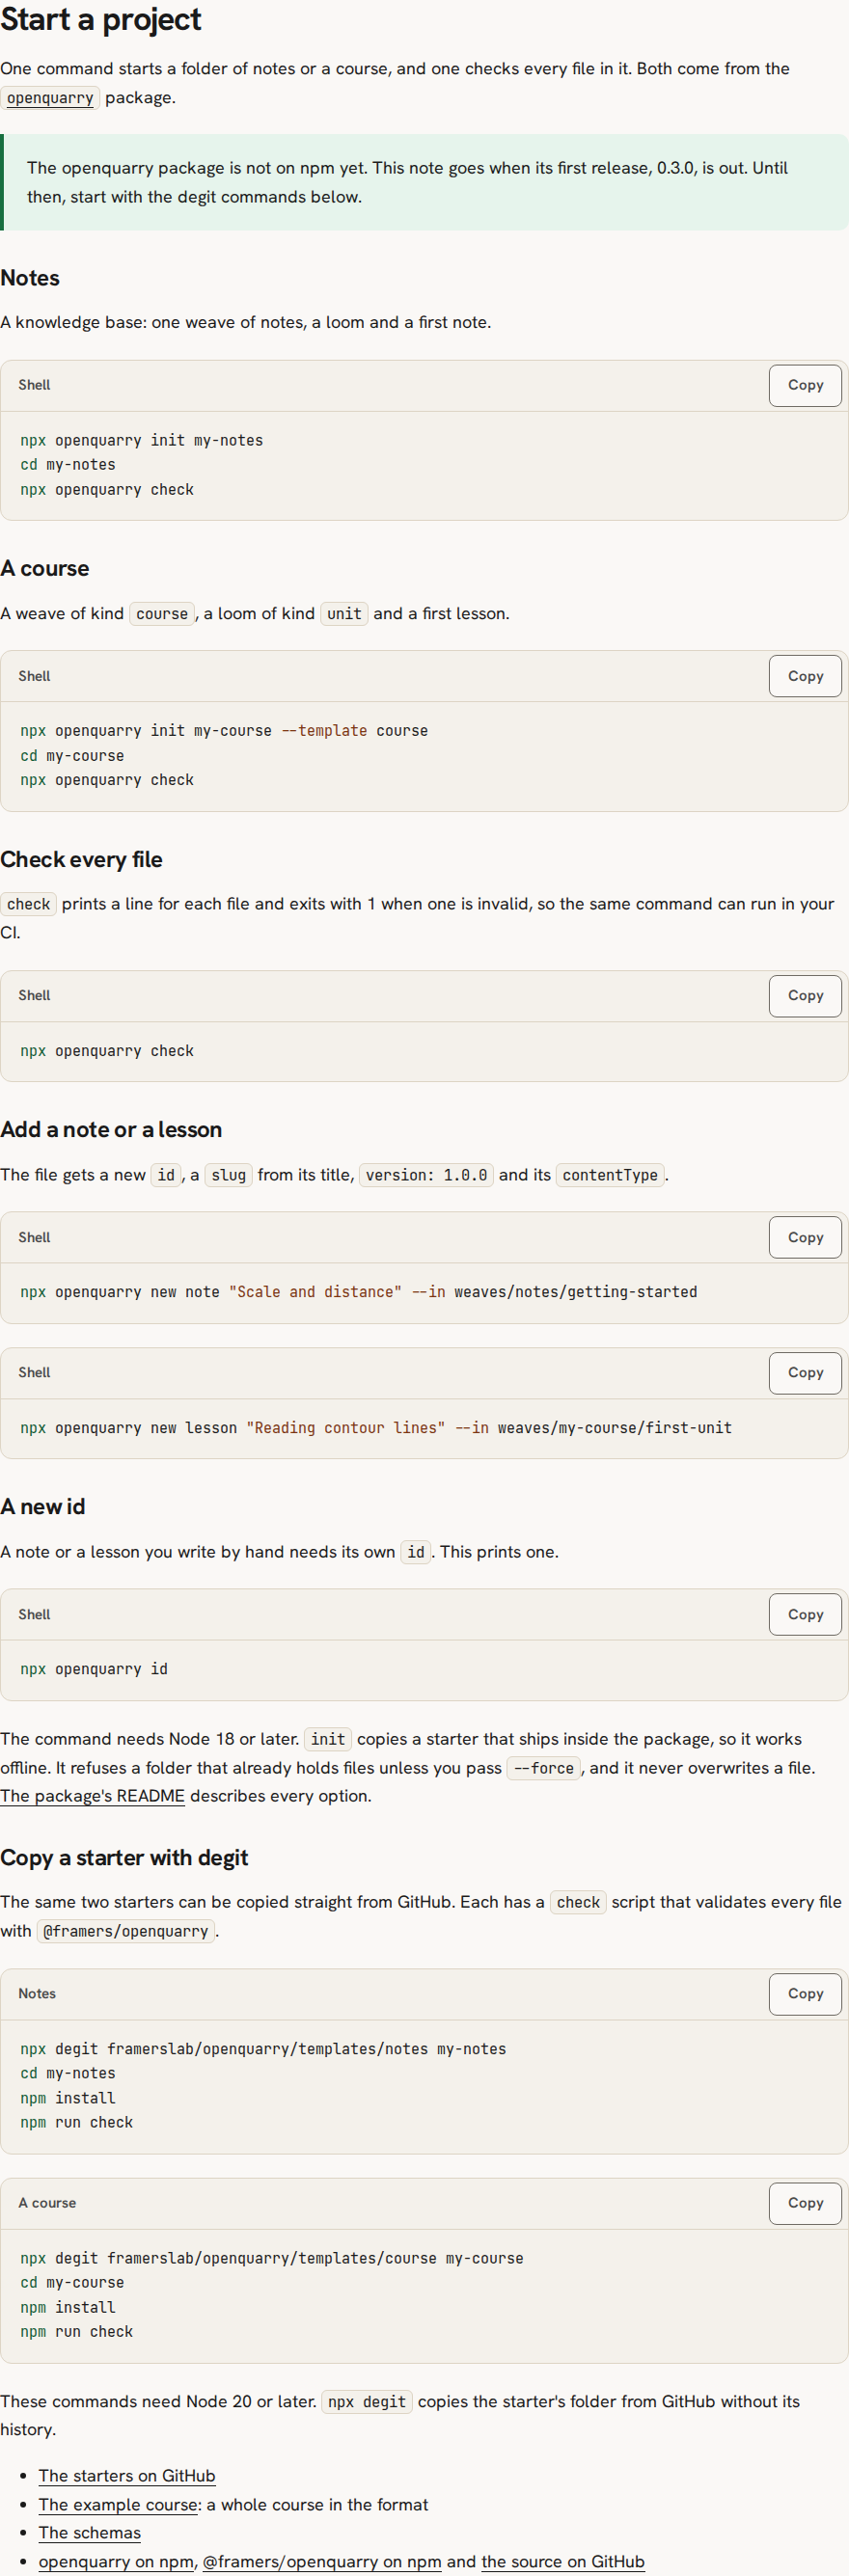 Start a project
One command starts a folder of notes or a course, and one checks every file in it. Both come from the
openquarry package.
The openquarry package is not on npm yet. This note goes when its first release, 0.3.0, is out. Until
then, start with the degit commands below.
Notes
A knowledge base: one weave of notes, a loom and a first note.
Shell
Copy
npx openquarry init my-notes
cd my-notes
npx openquarry check
A course
A weave of kind course, a loom of kind unit and a first lesson.
Shell
Copy
npx openquarry init my-course --template course
cd my-course
npx openquarry check
Check every file
check prints a line for each file and exits with 1 when one is invalid, so the same command can run in your
CI.
Shell
Copy
npx openquarry check
Add a note or a lesson
The file gets a new id, a slug from its title, version: 1.0.0 and its contentType.
Shell
Copy
npx openquarry new note "Scale and distance" --in weaves/notes/getting-started
Shell
Copy
npx openquarry new lesson "Reading contour lines" --in weaves/my-course/first-unit
A new id
A note or a lesson you write by hand needs its own id. This prints one.
Shell
Copy
npx openquarry id
The command needs Node 18 or later. init copies a starter that ships inside the package, so it works
offline. It refuses a folder that already holds files unless you pass --force, and it never overwrites a file.
The package's README describes every option.
Copy a starter with degit
The same two starters can be copied straight from GitHub. Each has a check script that validates every file
with @framers/openquarry.
Notes
Copy
npx degit framerslab/openquarry/templates/notes my-notes
cd my-notes
npm install
npm run check
A course
Copy
npx degit framerslab/openquarry/templates/course my-course
cd my-course
npm install
npm run check
These commands need Node 20 or later. npx degit copies the starter's folder from GitHub without its
history.
• The starters on GitHub
• The example course: a whole course in the format
• The schemas
• openquarry on npm, @framers/openquarry on npm and the source on GitHub